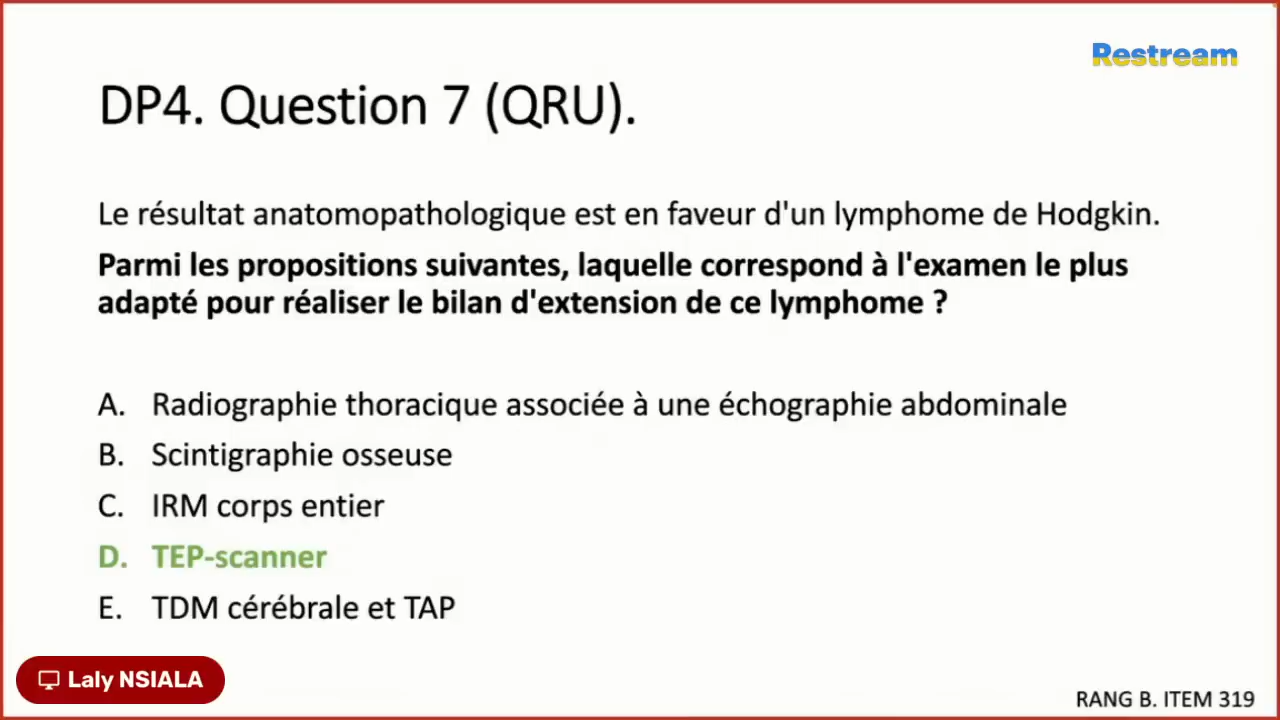 Restream
DP4. Question 7 (QRU).
Le résultat anatomopathologique est en faveur d'un lymphome de Hodgkin.
Parmi les propositions suivantes, laquelle correspond à l'examen le plus
adapté pour réaliser le bilan d'extension de ce lymphome ?
A. Radiographie thoracique associée à une échographie abdominale
B. Scintigraphie osseuse
C. IRM corps entier
D. TEP-scanner
E. TDM cérébrale et TAP
Laly NSIALA
RANG B. ITEM 319